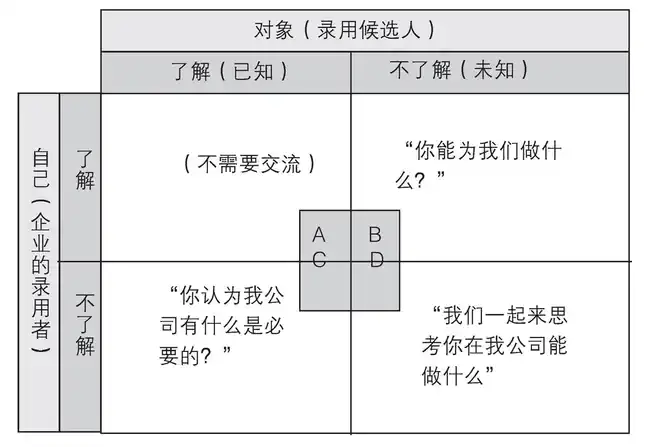 对象（录用候选人）
了解（已知）
不了解（未知）
自己（企业的录用者）
了解
（不需要交流）
“你能为我们做什
么？”
A
B
C
D
不了解
“你认为我公
司有什么是必
要的？”
“我们一起来思
考你在我公司能
做什么”